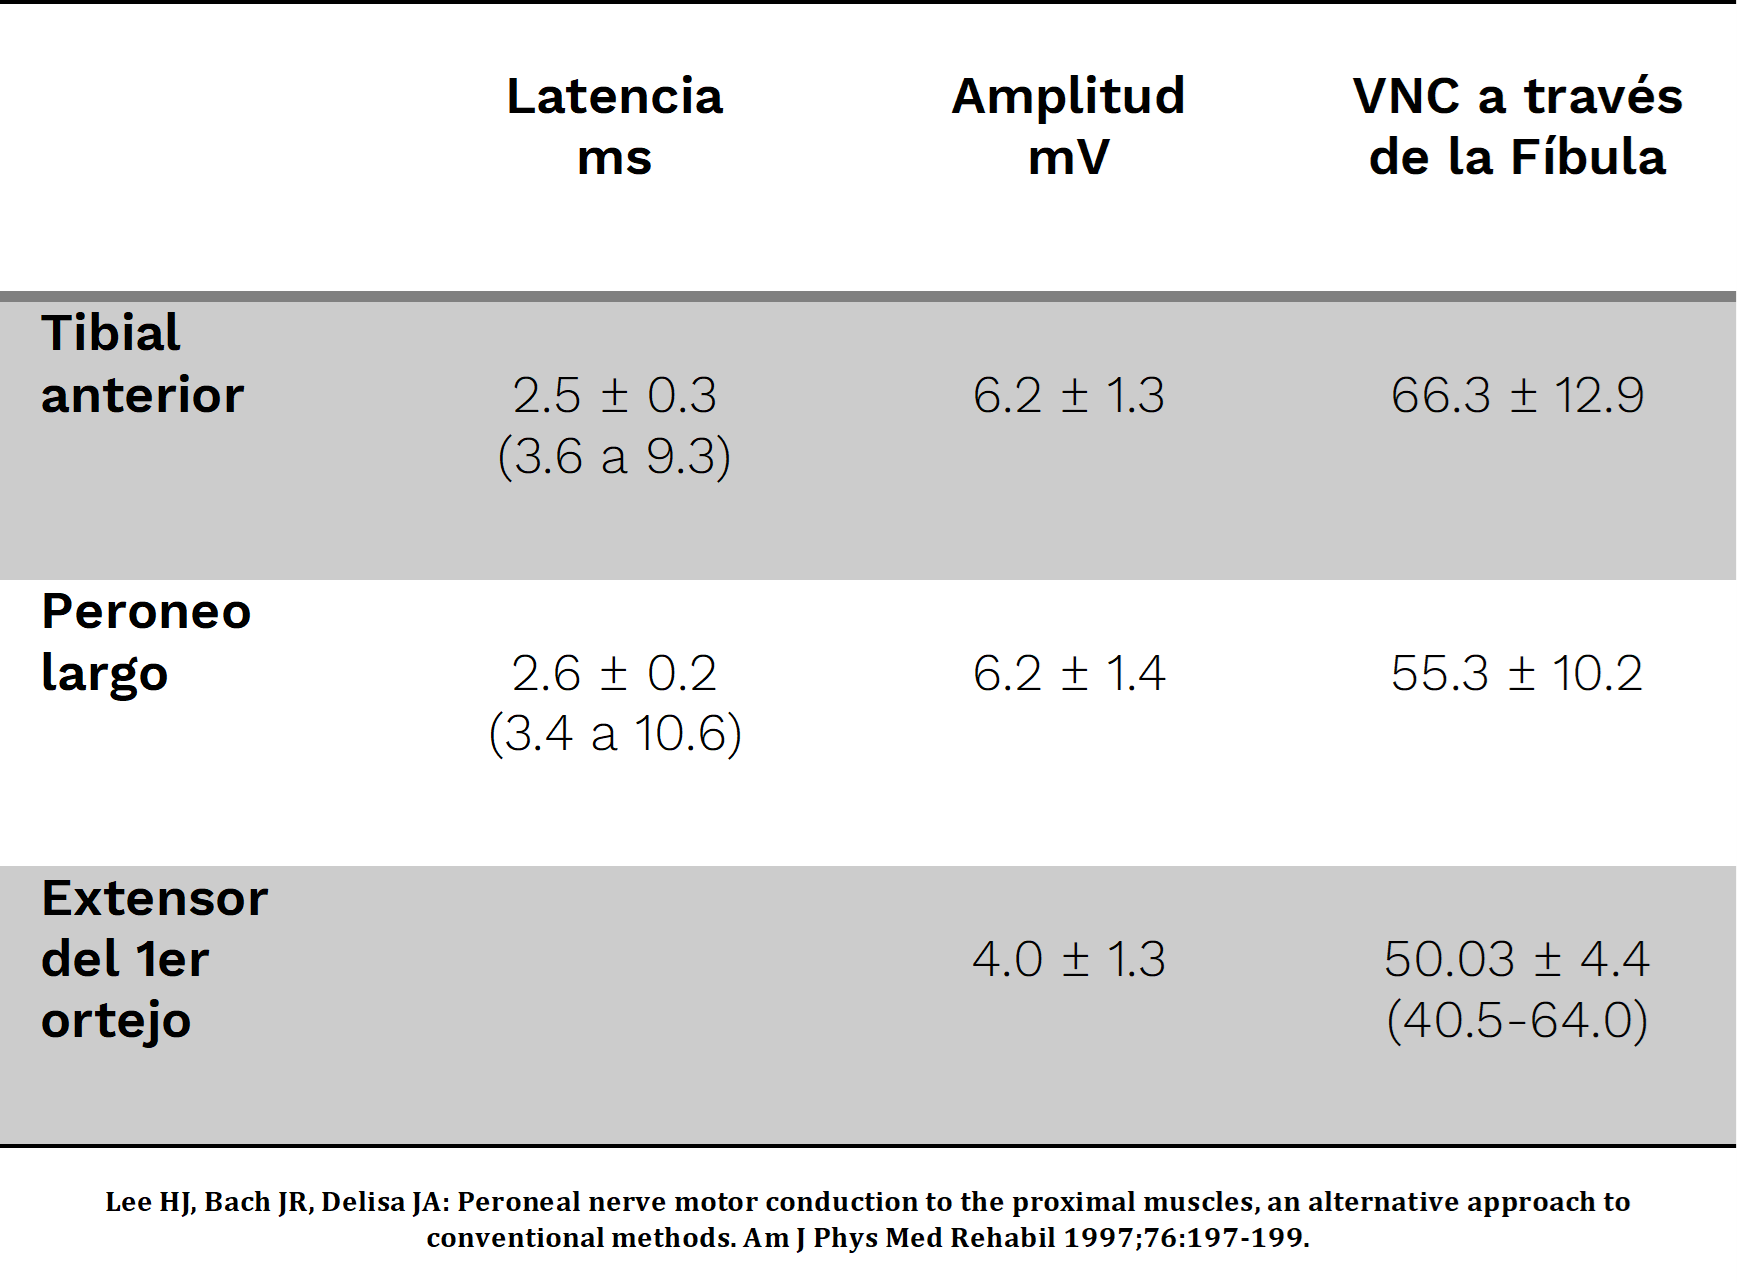 Latencia
ms
Amplitud
mV
VNC a través
de la Fíbula
Tibial
anterior
2.5 ± 0.3
(3.6 a 9.3)
6.2 ± 1.3
66.3 ± 12.9
Peroneo
largo
2.6 ± 0.2
(3.4 a 10.6)
6.2 ± 1.4
55.3 ± 10.2
Extensor
del 1er
ortejo
4.0 ± 1.3
50.03 ± 4.4
(40.5-64.0)
Lee HJ, Bach JR, Delisa JA: Peroneal nerve motor conduction to the proximal muscles, an alternative approach to
conventional methods. Am J Phys Med Rehabil 1997;76:197-199.